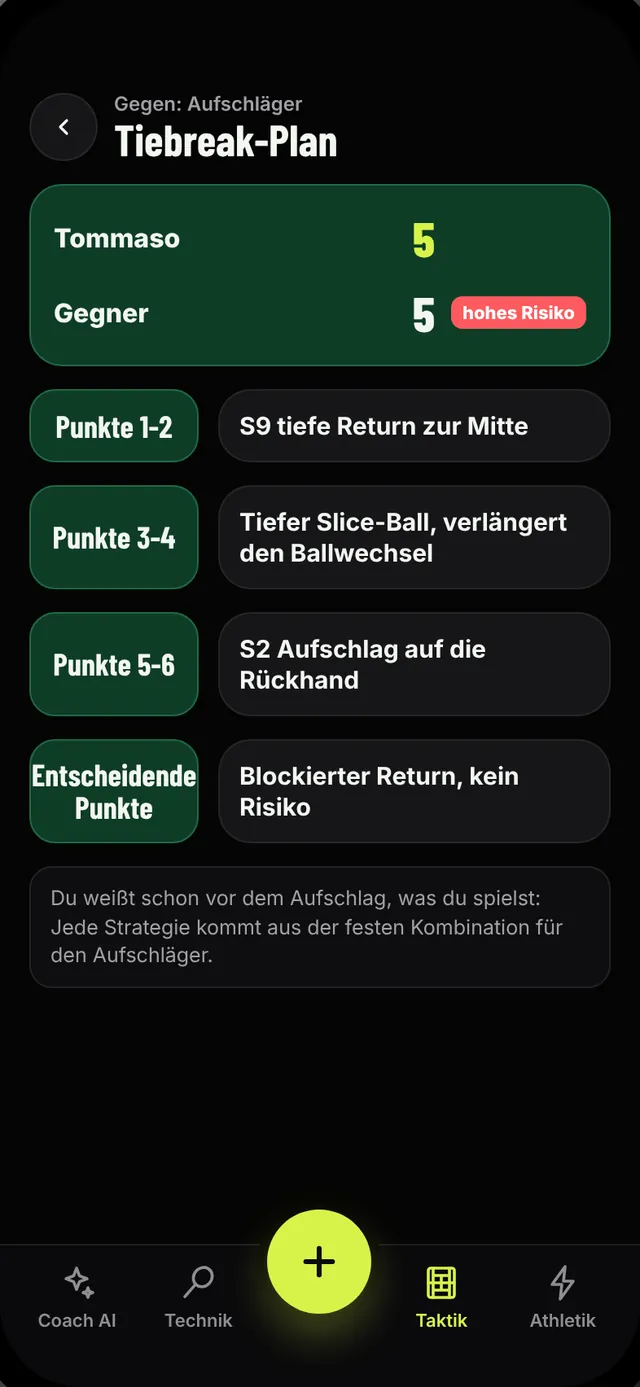 Gegen: Aufschläger
Tiebreak-Plan
Tommaso 5
Gegner 5 hohes Risiko
Punkte 1-2
S9 tiefe Return zur Mitte
Punkte 3-4
Tiefer Slice-Ball, verlängert
den Ballwechsel
Punkte 5-6
S2 Aufschlag auf die
Rückhand
Entscheidende
Punkte
Blockierter Return, kein
Risiko
Du weißt schon vor dem Aufschlag, was du spielst:
Jede Strategie kommt aus der festen Kombination für
den Aufschläger.
Coach AI
Technik
Taktik
Athletik